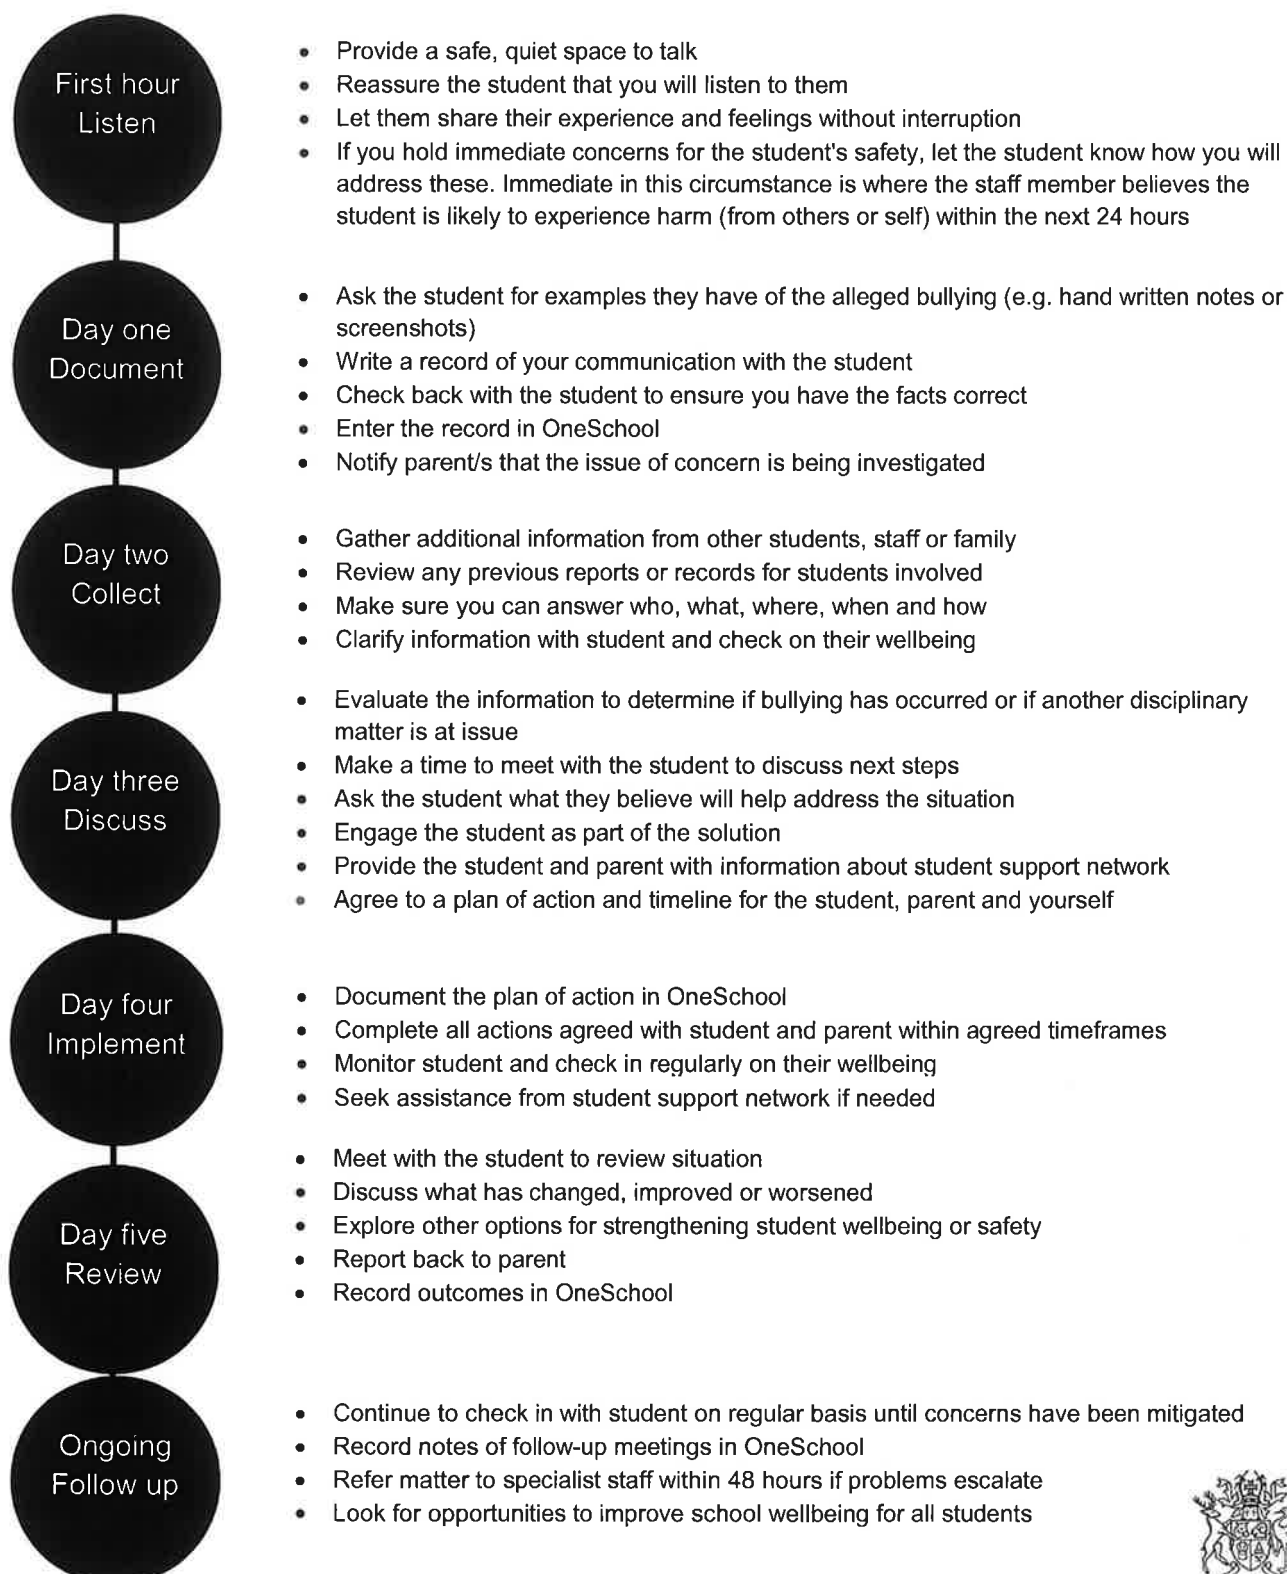 First hour
Listen
• Provide a safe, quiet space to talk
• Reassure the student that you will listen to them
• Let them share their experience and feelings without interruption
• If you hold immediate concerns for the student's safety, let the student know how you will
address these. Immediate in this circumstance is where the staff member believes the
student is likely to experience harm (from others or self) within the next 24 hours
Day one
Document
• Ask the student for examples they have of the alleged bullying (e.g. hand written notes or
screenshots)
• Write a record of your communication with the student
• Check back with the student to ensure you have the facts correct
• Enter the record in OneSchool
• Notify parent/s that the issue of concern is being investigated
Day two
Collect
• Gather additional information from other students, staff or family
• Review any previous reports or records for students involved
• Make sure you can answer who, what, where, when and how
• Clarify information with student and check on their wellbeing
Day three
Discuss
• Evaluate the information to determine if bullying has occurred or if another disciplinary
matter is at issue
• Make a time to meet with the student to discuss next steps
• Ask the student what they believe will help address the situation
• Engage the student as part of the solution
• Provide the student and parent with information about student support network
• Agree to a plan of action and timeline for the student, parent and yourself
Day four
Implement
• Document the plan of action in OneSchool
• Complete all actions agreed with student and parent within agreed timeframes
• Monitor student and check in regularly on their wellbeing
• Seek assistance from student support network if needed
Day five
Review
• Meet with the student to review situation
• Discuss what has changed, improved or worsened
• Explore other options for strengthening student wellbeing or safety
• Report back to parent
• Record outcomes in OneSchool
Ongoing
Follow up
• Continue to check in with student on regular basis until concerns have been mitigated
• Record notes of follow-up meetings in OneSchool
• Refer matter to specialist staff within 48 hours if problems escalate
• Look for opportunities to improve school wellbeing for all students